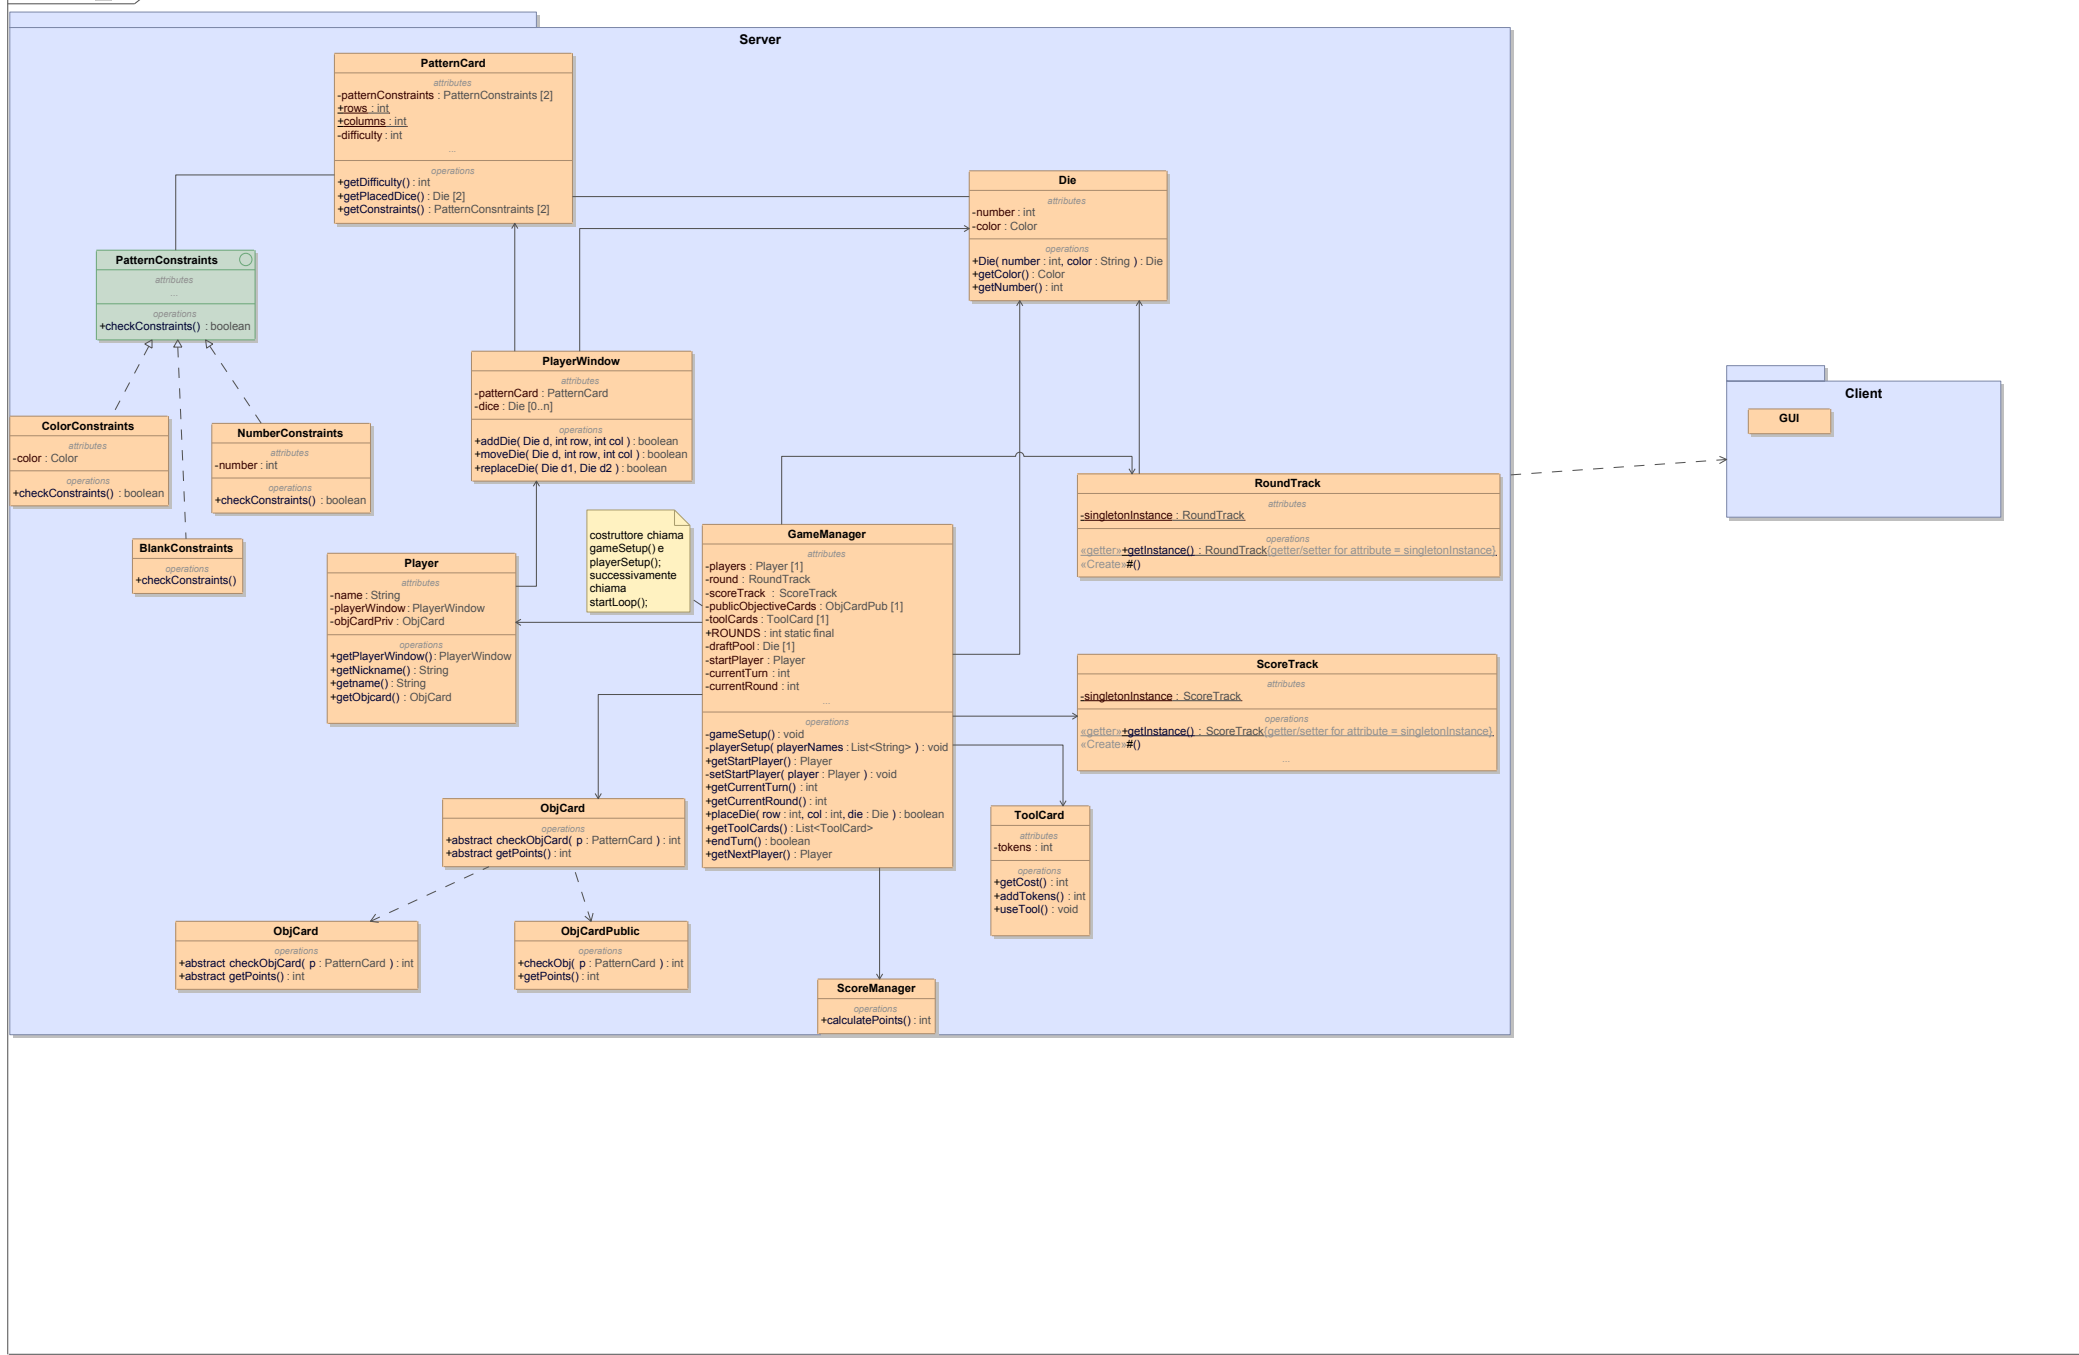 Server
PatternCard
attributes
-patternConstraints : PatternConstraints [2]
+rows : int
+columns : int
-difficulty : int
...
operations
+getDifficulty() : int
+getPlacedDice() : Die [2]
+getConstraints() : PatternConsntraints [2]
Die
attributes
-number : int
-color : Color
operations
+Die( number : int, color : String ) : Die
+getColor() : Color
+getNumber() : int
PatternConstraints
attributes
...
operations
+checkConstraints() : boolean
PlayerWindow
attributes
-patternCard : PatternCard
-dice : Die [0..n]
operations
+addDie( Die d, int row, int col ) : boolean
+moveDie( Die d, int row, int col ) : boolean
+replaceDie( Die d1, Die d2 ) : boolean
Client
GUI
ColorConstraints
attributes
-color : Color
operations
+checkConstraints() : boolean
NumberConstraints
attributes
-number : int
operations
+checkConstraints() : boolean
BlankConstraints
operations
+checkConstraints()
RoundTrack
attributes
-singletonInstance : RoundTrack
operations
«getter»+getInstance() : RoundTrack{getter/setter for attribute = singletonInstance}
«Create»#()
costruttore chiama
gameSetup() e
playerSetup();
successivamente
chiama
startLoop();
Player
attributes
-name : String
-playerWindow : PlayerWindow
-objCardPriv : ObjCard
operations
+getPlayerWindow() : PlayerWindow
+getNickname() : String
+getname() : String
+getObjcard() : ObjCard
GameManager
attributes
-players : Player [1]
-round : RoundTrack
-scoreTrack : ScoreTrack
-publicObjectiveCards : ObjCardPub [1]
-toolCards : ToolCard [1]
+ROUNDS : int static final
-draftPool : Die [1]
-startPlayer : Player
-currentTurn : int
-currentRound : int
...
operations
-gameSetup() : void
-playerSetup( playerNames : List<String> ) : void
+getStartPlayer() : Player
-setStartPlayer( player : Player ) : void
+getCurrentTurn() : int
+getCurrentRound() : int
+placeDie( row : int, col : int, die : Die ) : boolean
+getToolCards() : List<ToolCard>
+endTurn() : boolean
+getNextPlayer() : Player
ScoreTrack
attributes
-singletonInstance : ScoreTrack
operations
«getter»+getInstance() : ScoreTrack{getter/setter for attribute = singletonInstance}
«Create»#()
...
ObjCard
operations
+abstract checkObjCard( p : PatternCard ) : int
+abstract getPoints() : int
ToolCard
attributes
-tokens : int
operations
+getCost() : int
+addTokens() : int
+useTool() : void
ObjCard
operations
+abstract checkObjCard( p : PatternCard ) : int
+abstract getPoints() : int
ObjCardPublic
operations
+checkObj( p : PatternCard ) : int
+getPoints() : int
ScoreManager
operations
+calculatePoints() : int